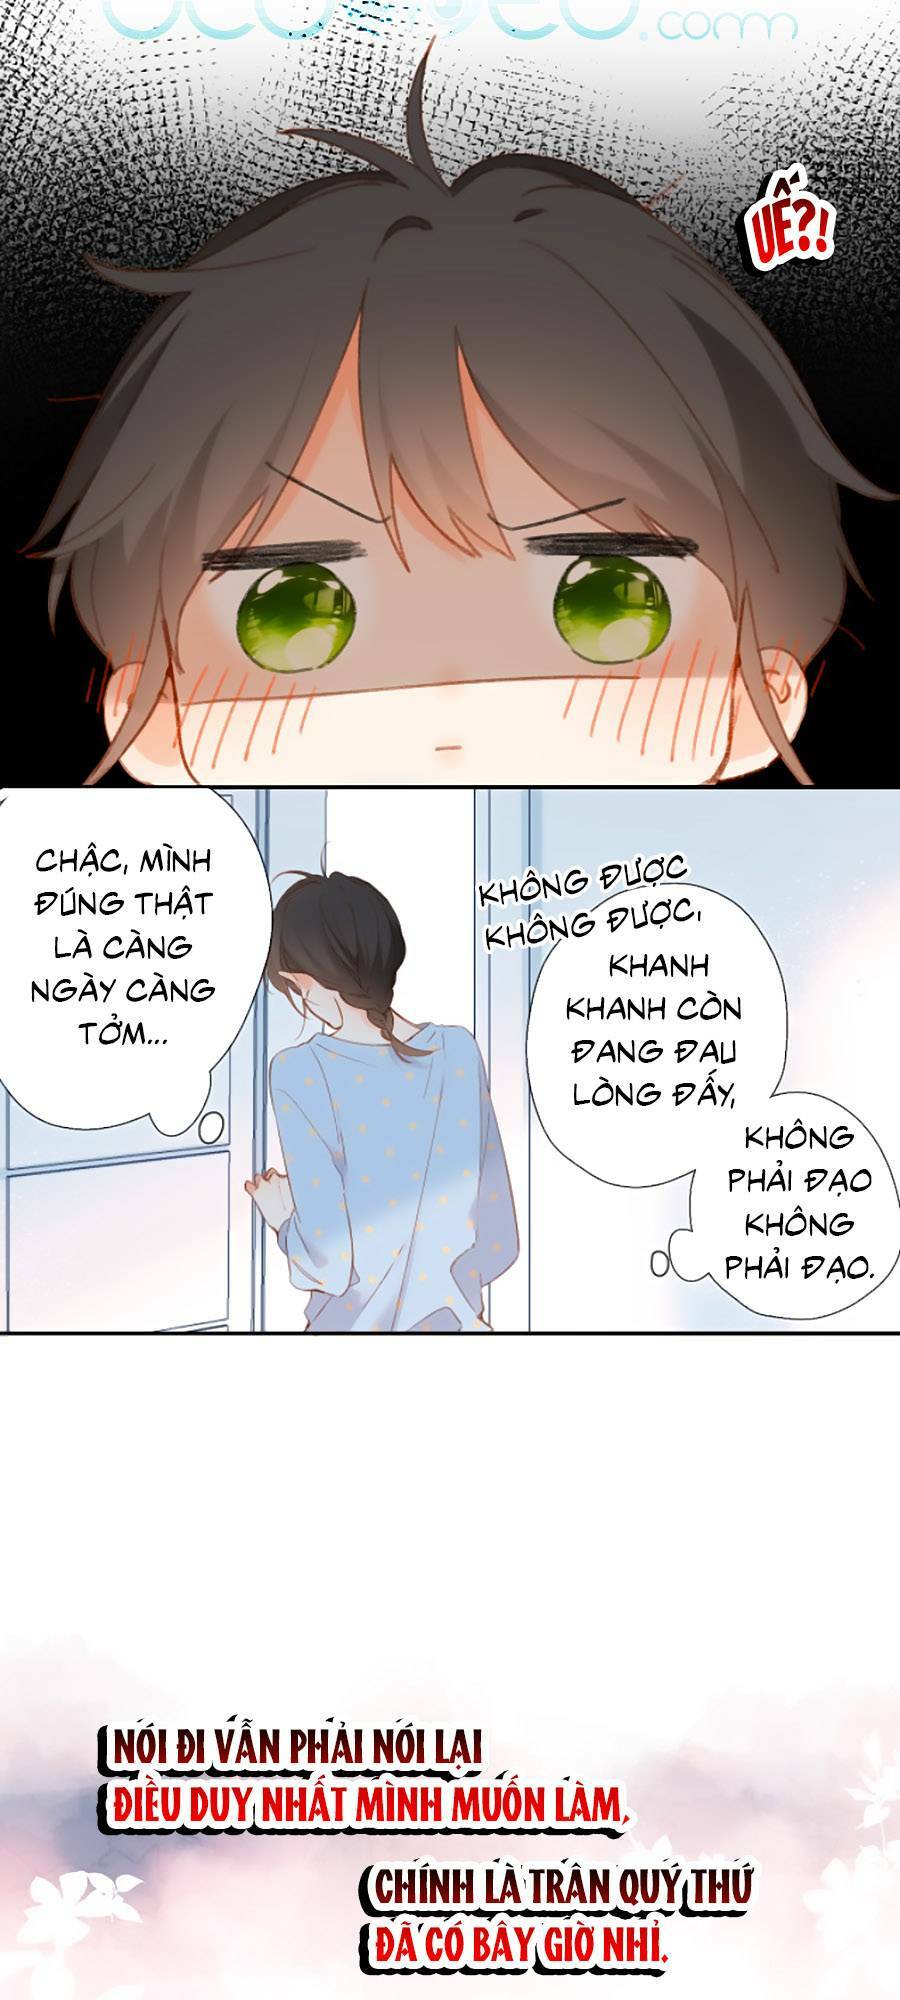 .comm
UẾ?!
CHẬC, MÌNH
ĐÚNG THẬT
LÀ CÀNG
NGÀY CÀNG
TỞM...
KHÔNG ĐƯỢC
KHÔNG ĐƯỢC,
KHANH
KHANH CÒN
ĐANG ĐAU
LÒNG ĐẤY,
KHÔNG
PHẢI ĐẠO
KHÔNG
PHẢI ĐẠO.
NÓI ĐI VẪN PHẢI NÓI LẠI
ĐIỀU DUY NHẤT MÌNH MUỐN LÀM,
CHÍNH LÀ TRÂN QUÝ THỨ
ĐÃ CÓ BÂY GIỜ NHỈ.